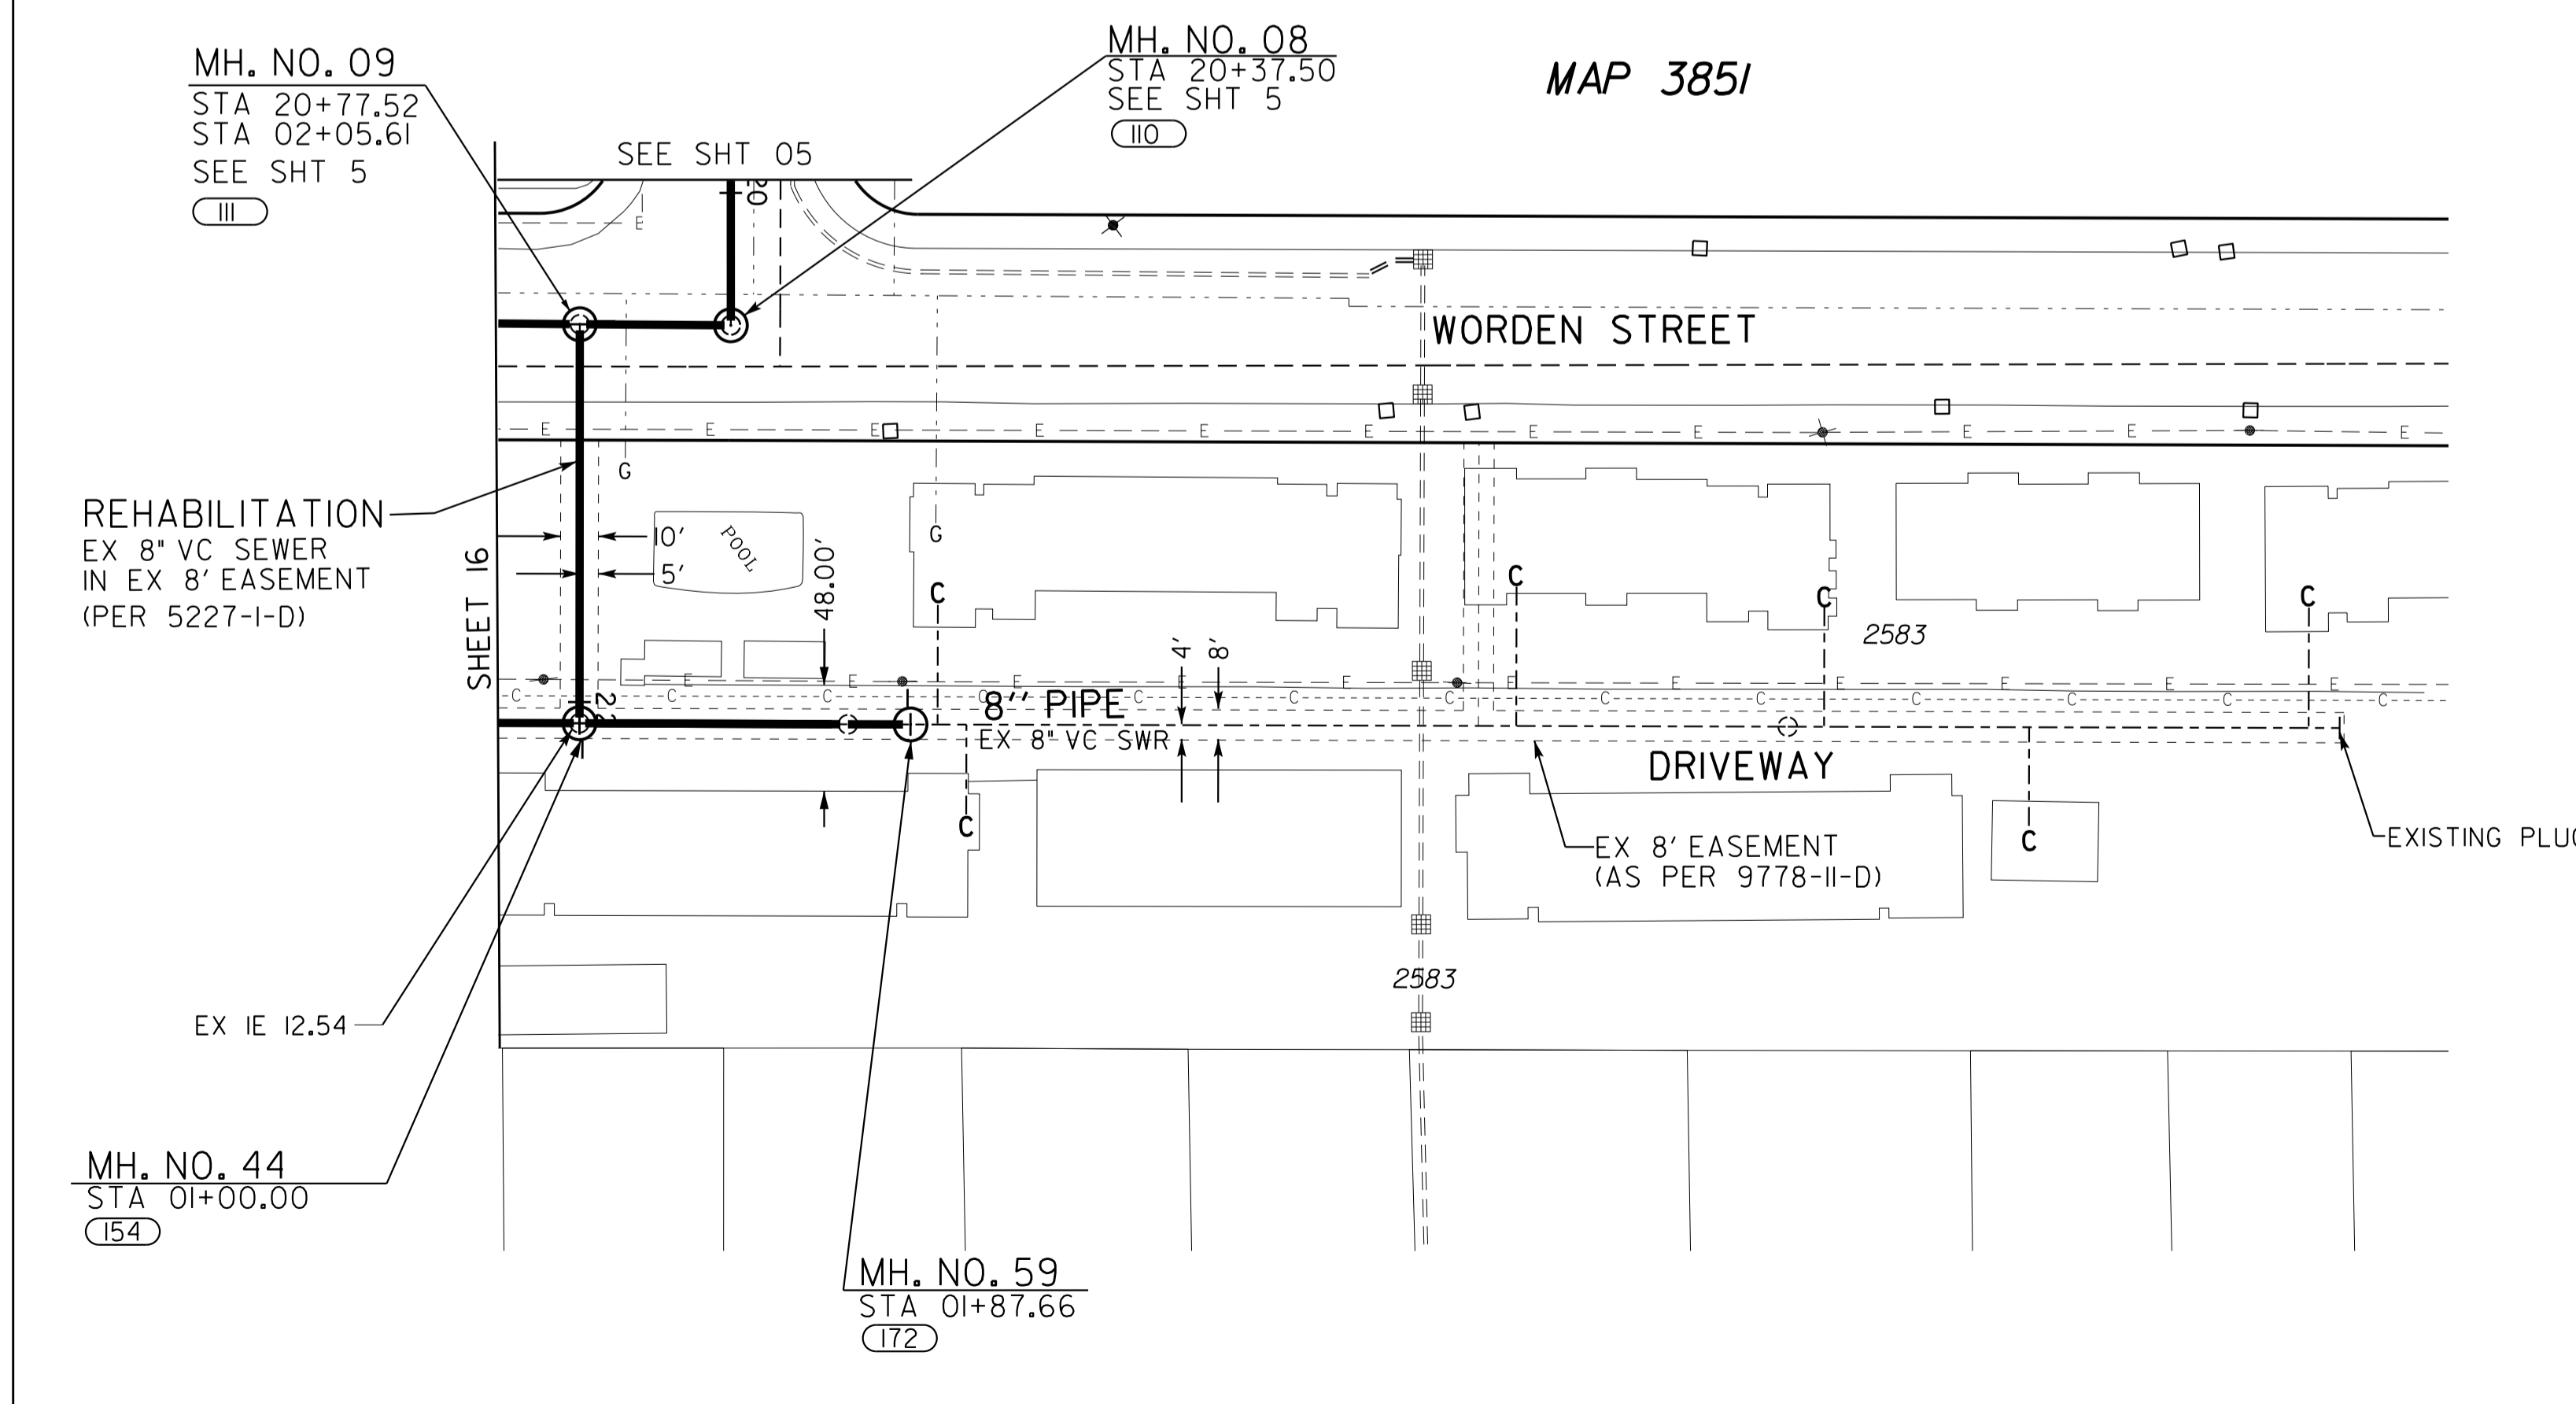 MH. NO. 09
STA 20+77.52
STA 02+05.61
SEE SHT 5
111
MH. NO. 08
STA 20+37.50
SEE SHT 5
110
MAP 3851
SEE SHT 05
20
E
WORDEN STREET
E E E E E E E E E E E E
G
REHABILITATION
EX 8" VC SEWER
IN EX 8' EASEMENT
(PER 5227-1-D)
10'
5'
POOL
48.00'
G
C
C
C
C
2583
SHEET 16
4'
8'
E E E E E E E E E E E
C C C C C C C C C C C C C
2
8'' PIPE
EX 8" VC SWR
DRIVEWAY
C
C
EX 8' EASEMENT
(AS PER 9778-11-D)
EXISTING
2583
EX IE 12.54
MH. NO. 44
STA 01+00.00
154
MH. NO. 59
STA 01+87.66
172